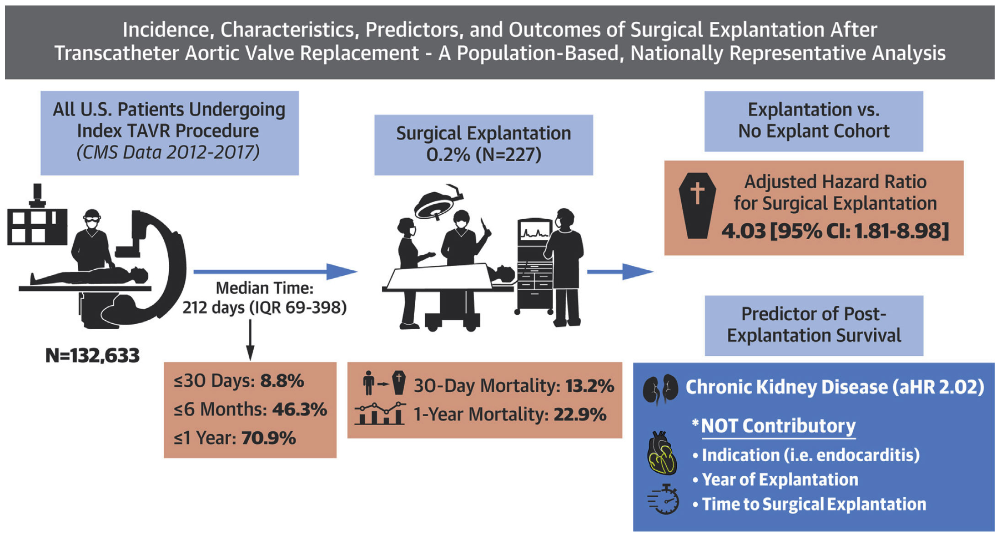 Incidence, Characteristics, Predictors, and Outcomes of Surgical Explantation After
Transcatheter Aortic Valve Replacement - A Population-Based, Nationally Representative Analysis
All U.S. Patients Undergoing
Index TAVR Procedure
(CMS Data 2012-2017)
N=132,633
Median Time:
212 days (IQR 69-398)
≤30 Days: 8.8%
≤6 Months: 46.3%
≤1 Year: 70.9%
Surgical Explantation
0.2% (N=227)
30-Day Mortality: 13.2%
1-Year Mortality: 22.9%
Explantation vs.
No Explant Cohort
Adjusted Hazard Ratio
for Surgical Explantation
4.03 [95% CI: 1.81-8.98]
Predictor of Post-
Explantation Survival
Chronic Kidney Disease (aHR 2.02)
*NOT Contributory
• Indication (i.e. endocarditis)
• Year of Explantation
• Time to Surgical Explantation